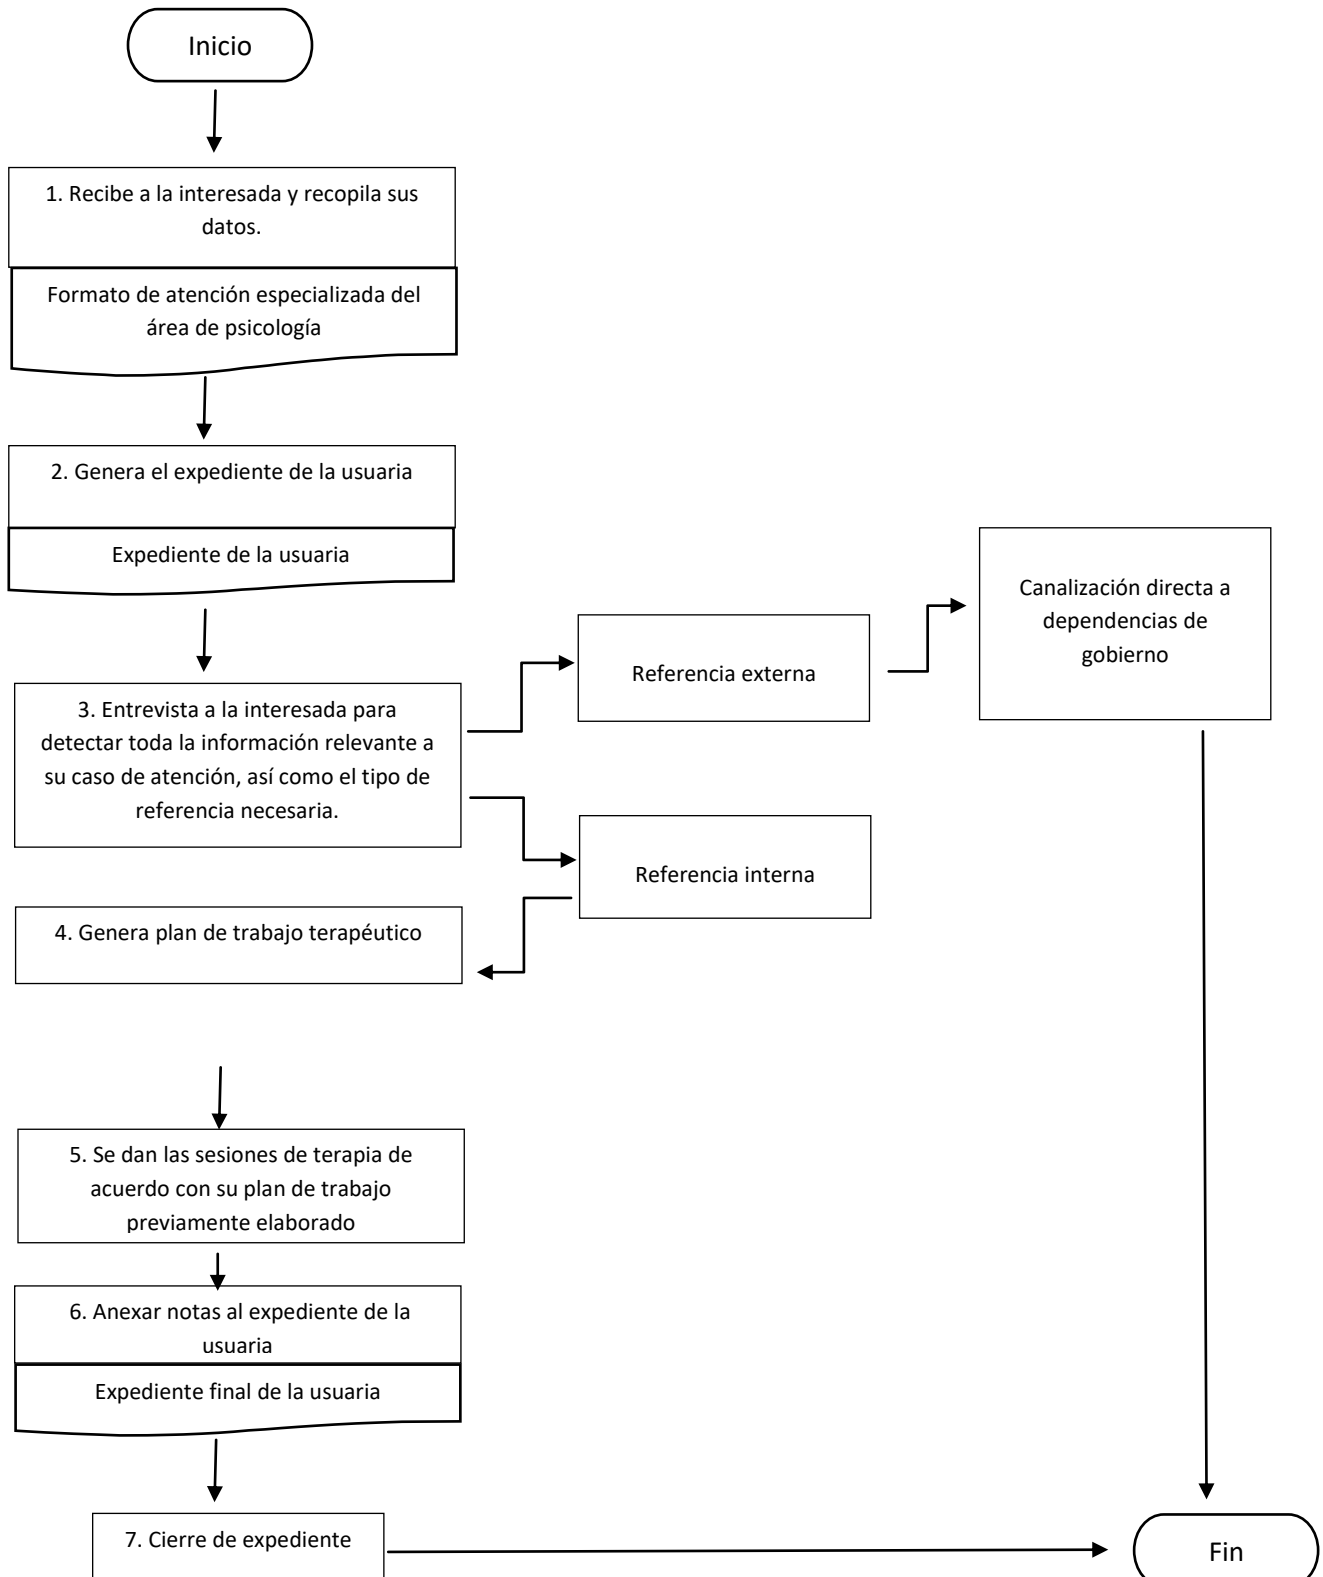 Inicio
1. Recibe a la interesada y recopila sus
datos.
Formato de atención especializada del
área de psicología
2. Genera el expediente de la usuaria
Expediente de la usuaria
3. Entrevista a la interesada para
detectar toda la información relevante a
su caso de atención, así como el tipo de
referencia necesaria.
Referencia externa
Canalización directa a
dependencias de
gobierno
Referencia interna
4. Genera plan de trabajo terapéutico
5. Se dan las sesiones de terapia de
acuerdo con su plan de trabajo
previamente elaborado
6. Anexar notas al expediente de la
usuaria
Expediente final de la usuaria
7. Cierre de expediente
Fin